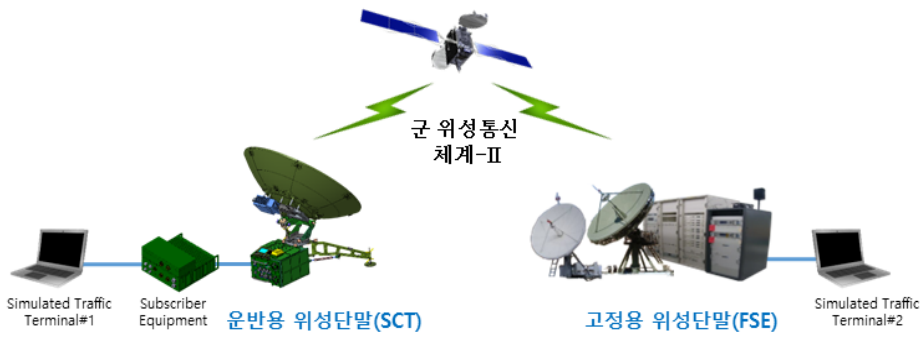 군 위성통신
체계-Ⅱ
Simulated Traffic
Terminal#1
Subscriber
Equipment
운반용 위성단말(SCT)
고정용 위성단말(FSE)
Simulated Traffic
Terminal#2